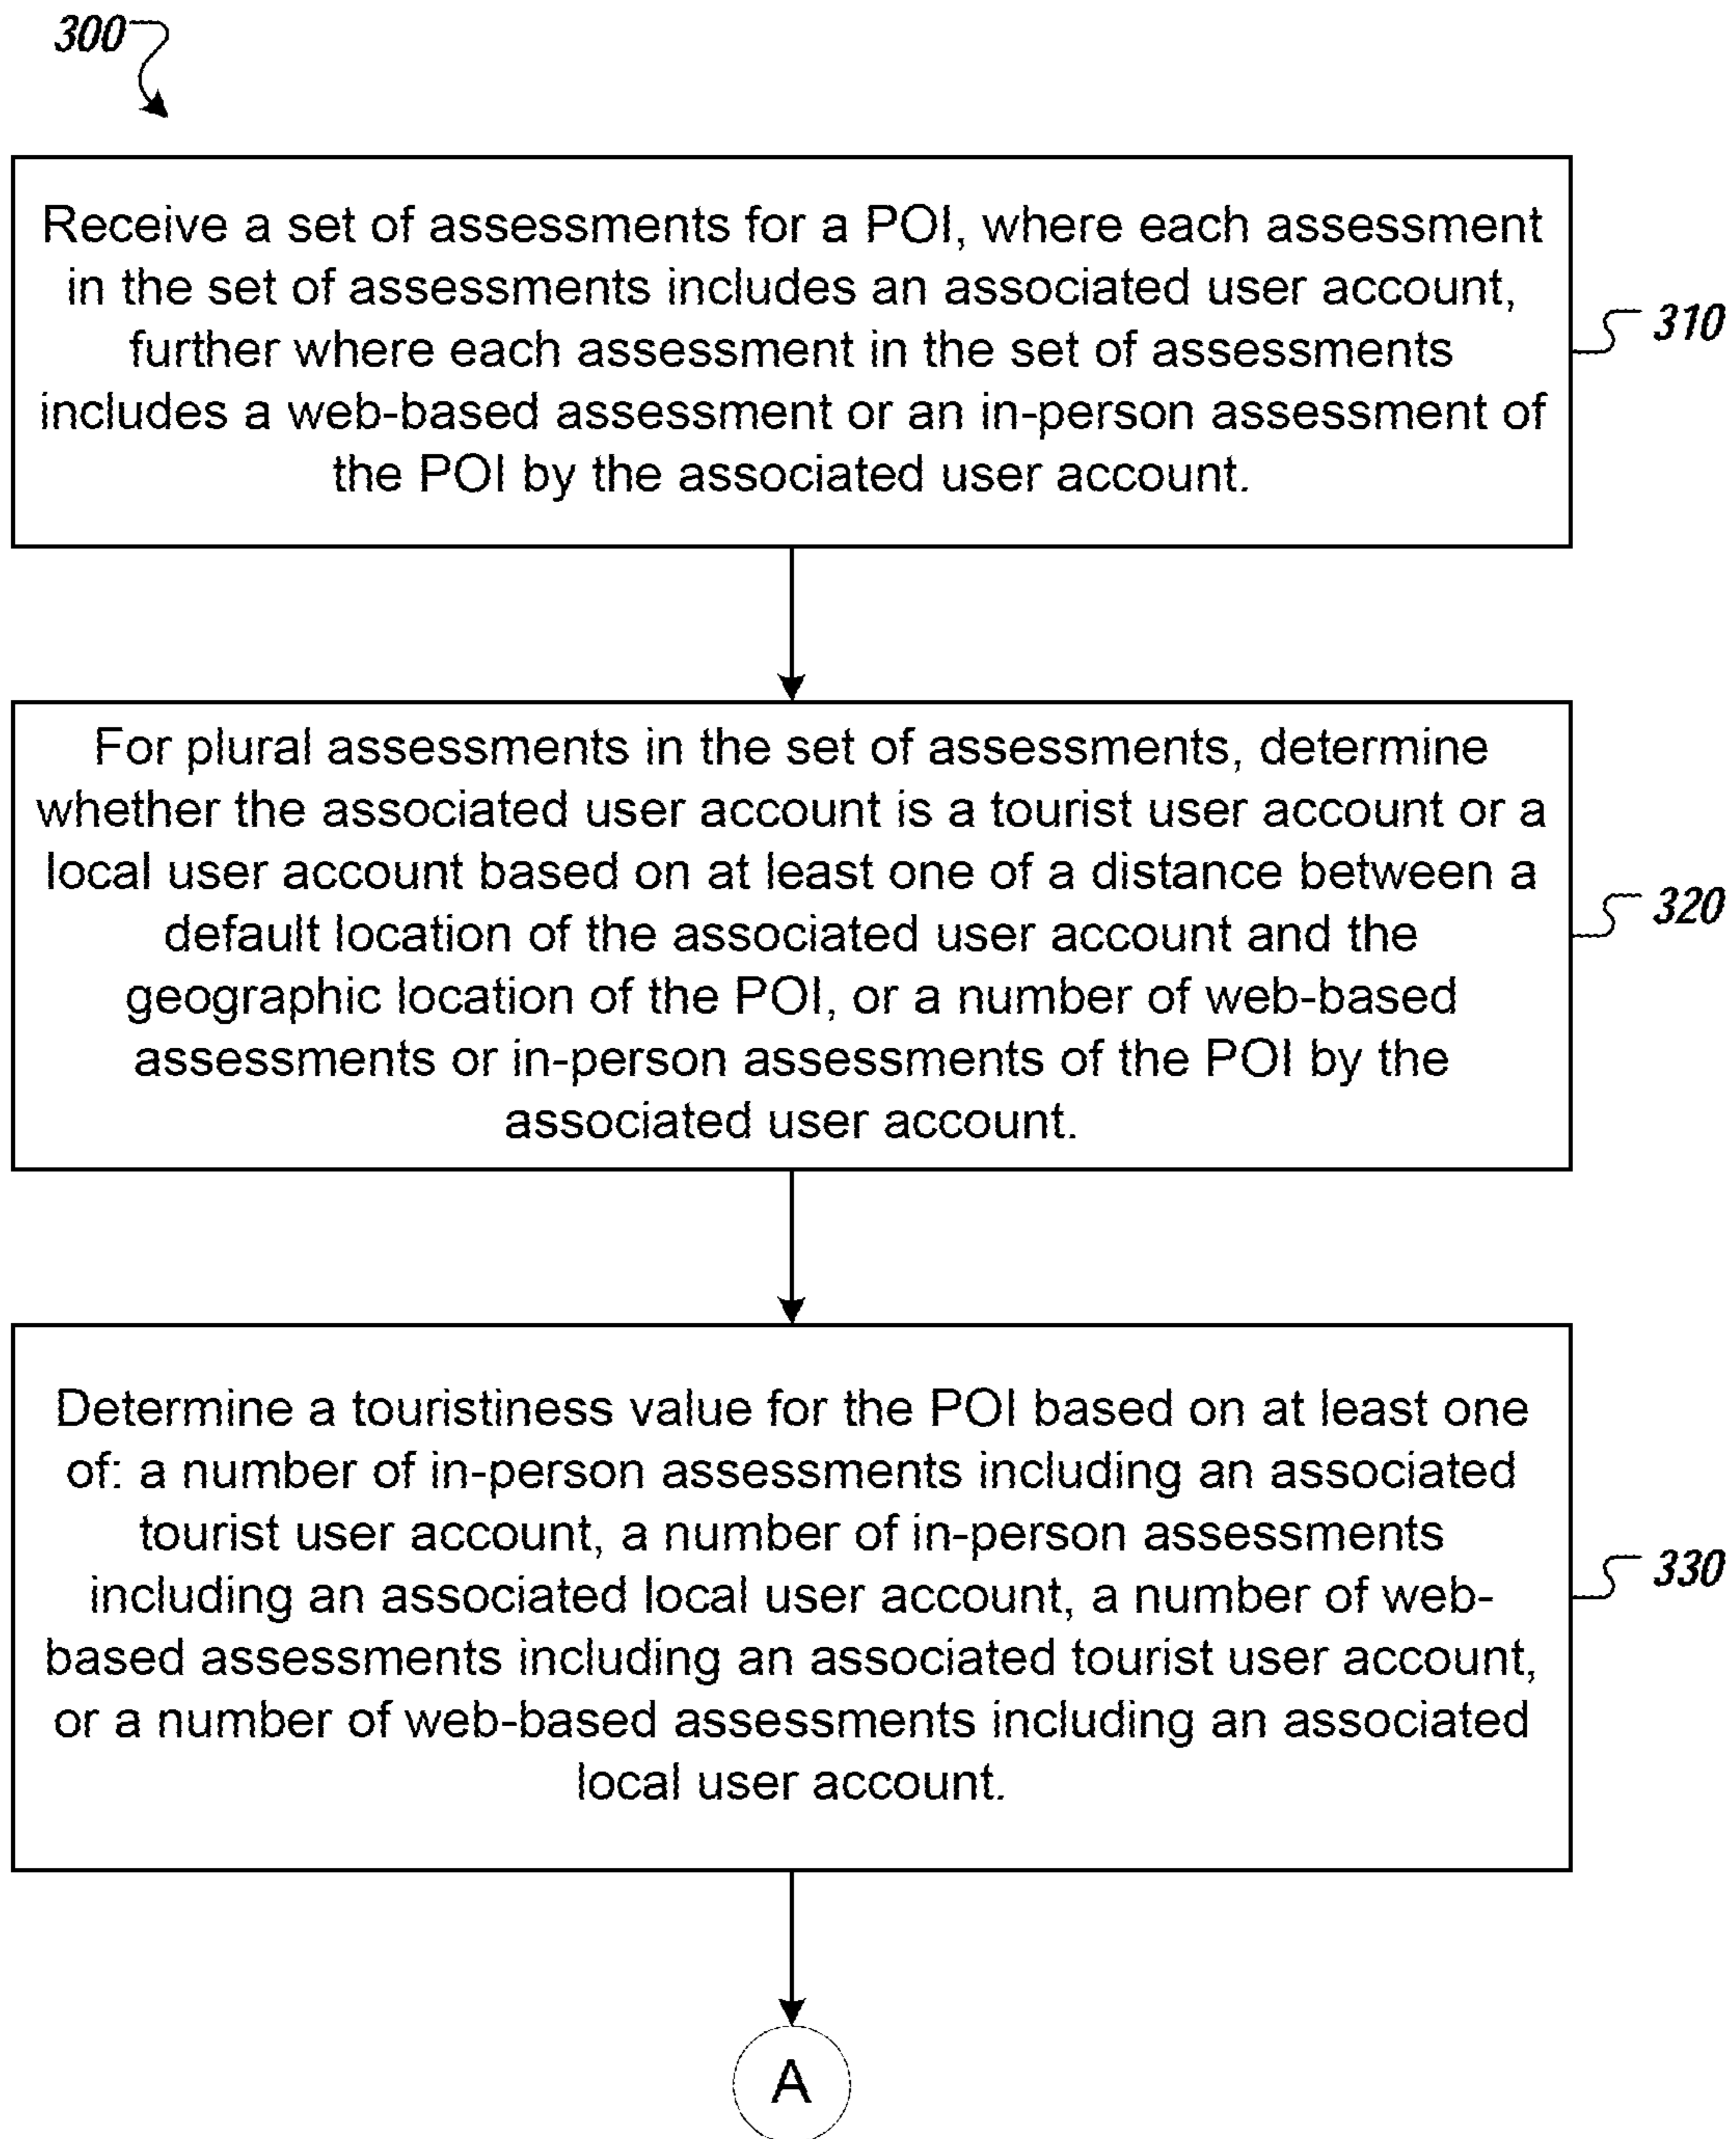 300
Receive a set of assessments for a POI, where each assessment
in the set of assessments includes an associated user account,
further where each assessment in the set of assessments
includes a web-based assessment or an in-person assessment of
the POI by the associated user account.
310
For plural assessments in the set of assessments, determine
whether the associated user account is a tourist user account or a
local user account based on at least one of a distance between a
default location of the associated user account and the
geographic location of the POI, or a number of web-based
assessments or in-person assessments of the POI by the
associated user account.
320
Determine a touristiness value for the POI based on at least one
of: a number of in-person assessments including an associated
tourist user account, a number of in-person assessments
including an associated local user account, a number of web-
based assessments including an associated tourist user account,
or a number of web-based assessments including an associated
local user account.
330
A